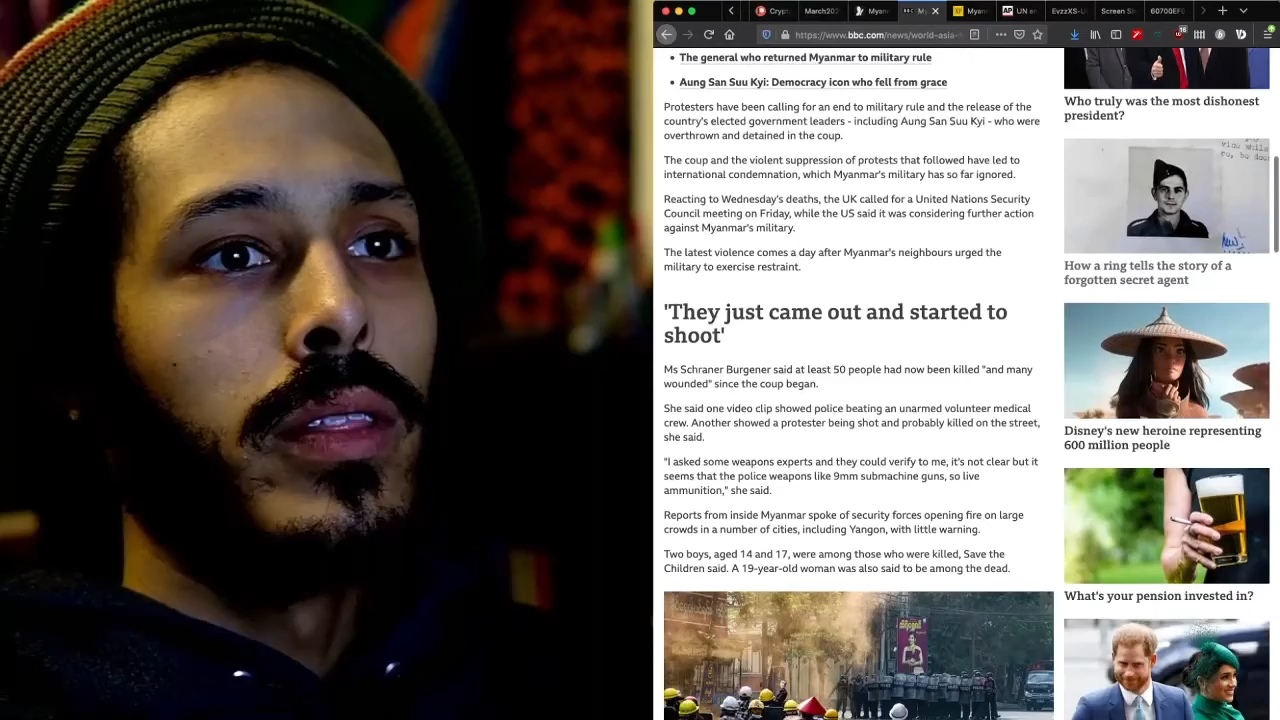 Crypt
March202
Myan
My
Myan
UN en
EvzzXS-U
Screen Sh
60700EF0
https://www.bbc.com/news/world-asia-
The general who returned Myanmar to military rule
Aung San Suu Kyi: Democracy icon who fell from grace
Protesters have been calling for an end to military rule and the release of the
country's elected government leaders - including Aung San Suu Kyi - who were
overthrown and detained in the coup.
The coup and the violent suppression of protests that followed have led to
international condemnation, which Myanmar's military has so far ignored.
Reacting to Wednesday's deaths, the UK called for a United Nations Security
Council meeting on Friday, while the US said it was considering further action
against Myanmar's military.
The latest violence comes a day after Myanmar's neighbours urged the
military to exercise restraint.
'They just came out and started to
shoot'
Ms Schraner Burgener said at least 50 people had now been killed "and many
wounded" since the coup began.
She said one video clip showed police beating an unarmed volunteer medical
crew. Another showed a protester being shot and probably killed on the street,
she said.
"I asked some weapons experts and they could verify to me, it's not clear but it
seems that the police weapons like 9mm submachine guns, so live
ammunition," she said.
Reports from inside Myanmar spoke of security forces opening fire on large
crowds in a number of cities, including Yangon, with little warning.
Two boys, aged 14 and 17, were among those who were killed, Save the
Children said. A 19-year-old woman was also said to be among the dead.
Who truly was the most dishonest
president?
How a ring tells the story of a
forgotten secret agent
Disney's new heroine representing
600 million people
What's your pension invested in?